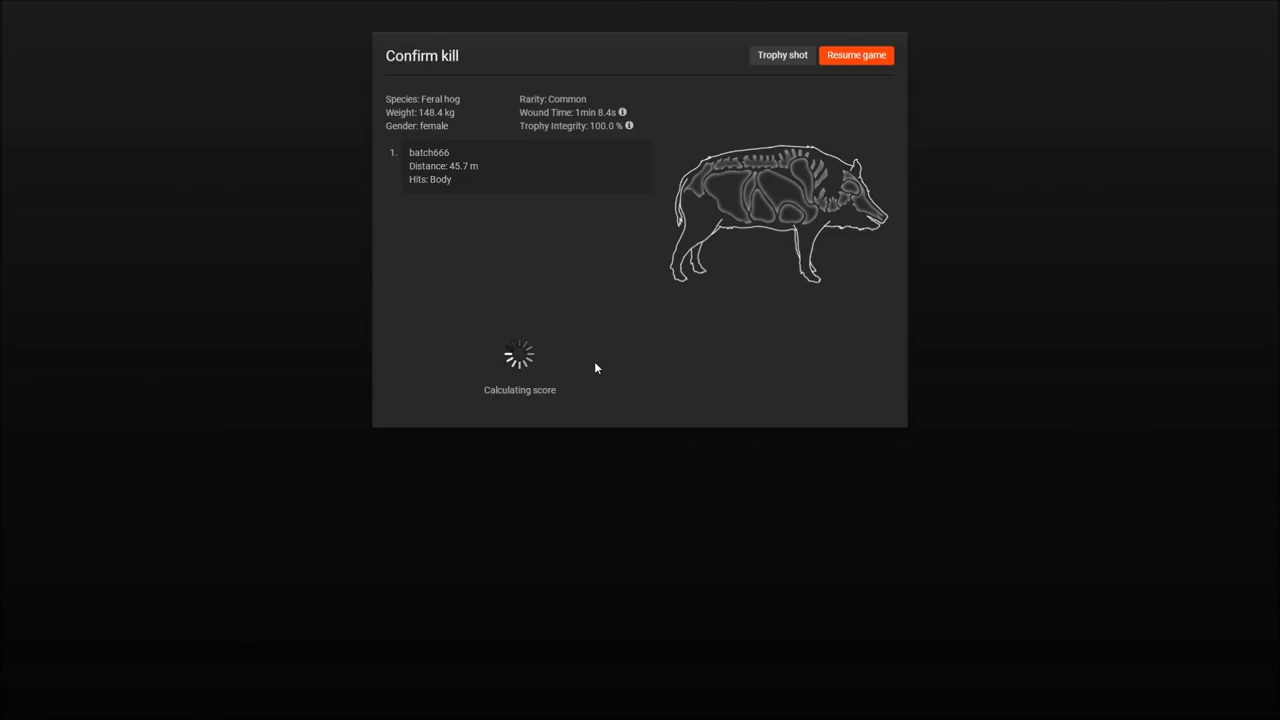 Confirm kill
Trophy shot
Resume game
Species: Feral hog
Weight: 148.4 kg
Gender: female
Rarity: Common
Wound Time: 1min 8.4s
Trophy Integrity: 100.0 %
1. batch666
Distance: 45.7 m
Hits: Body
Calculating score